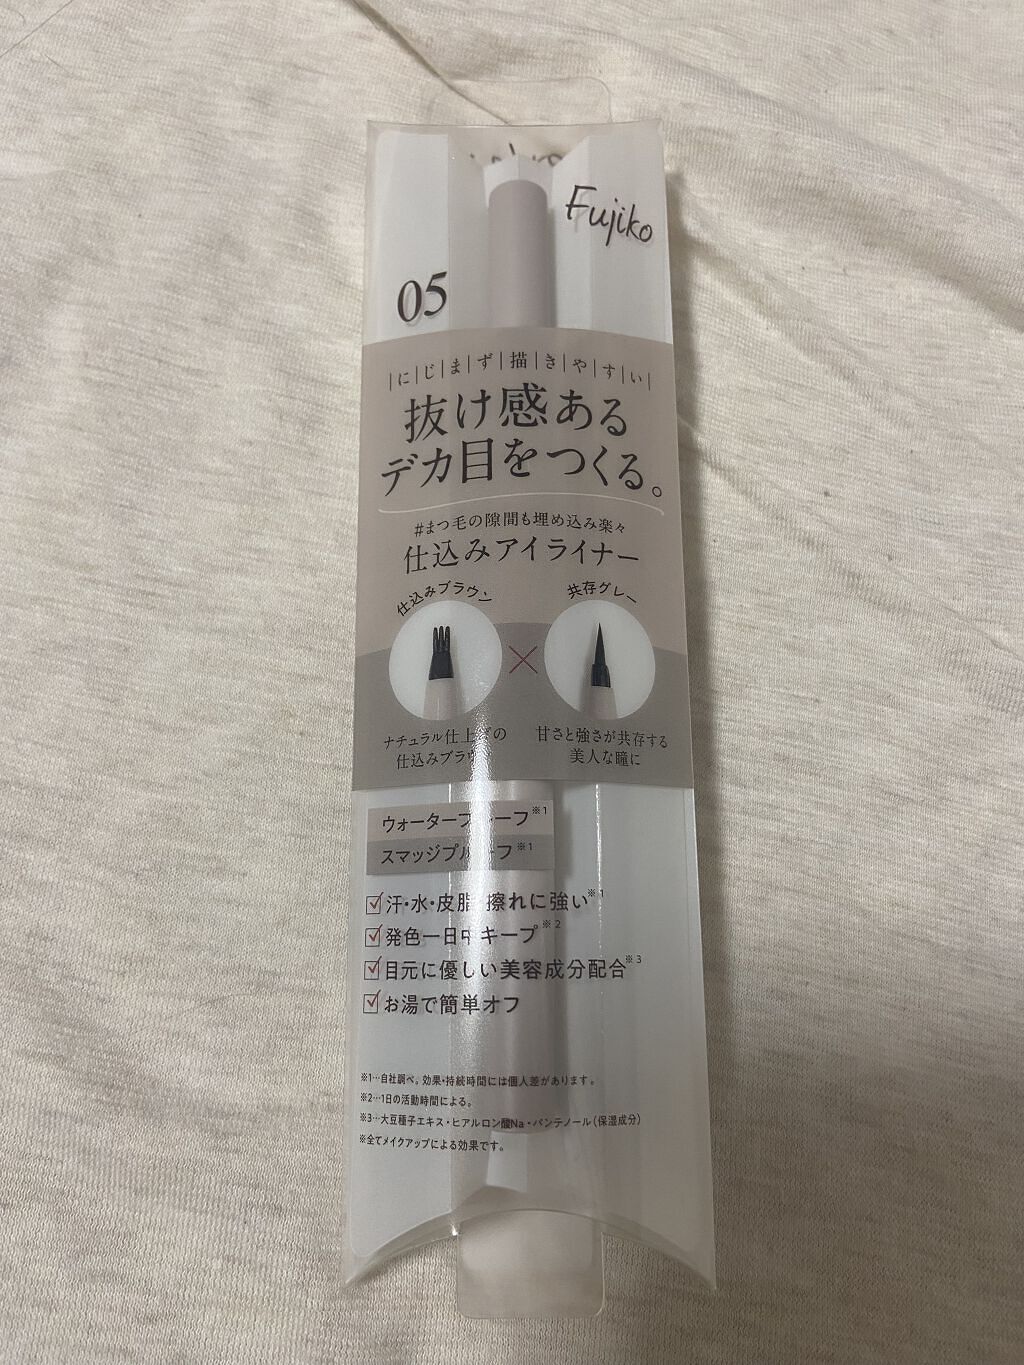 Fujiko
05
にじまず描きやすい
抜け感ある
デカ目をつくる。
#まつ毛の隙間も埋め込み楽々
仕込みアイライナー
仕込みブラウン
共存グレー
ナチュラル仕上げの
仕込みブラウン
甘さと強さが共存する
美人な瞳に
ウォータープルーフ※1
スマッジプルーフ※1
汗・水・皮脂・擦れに強い※1
発色一日中キープ※2
目元に優しい美容成分配合※3
お湯で簡単オフ
※1…自社調べ。効果・持続時間には個人差があります。
※2…1日の活動時間による。
※3…大豆種子エキス・ヒアルロン酸Na・パンテノール(保湿成分)
※全てメイクアップによる効果です。